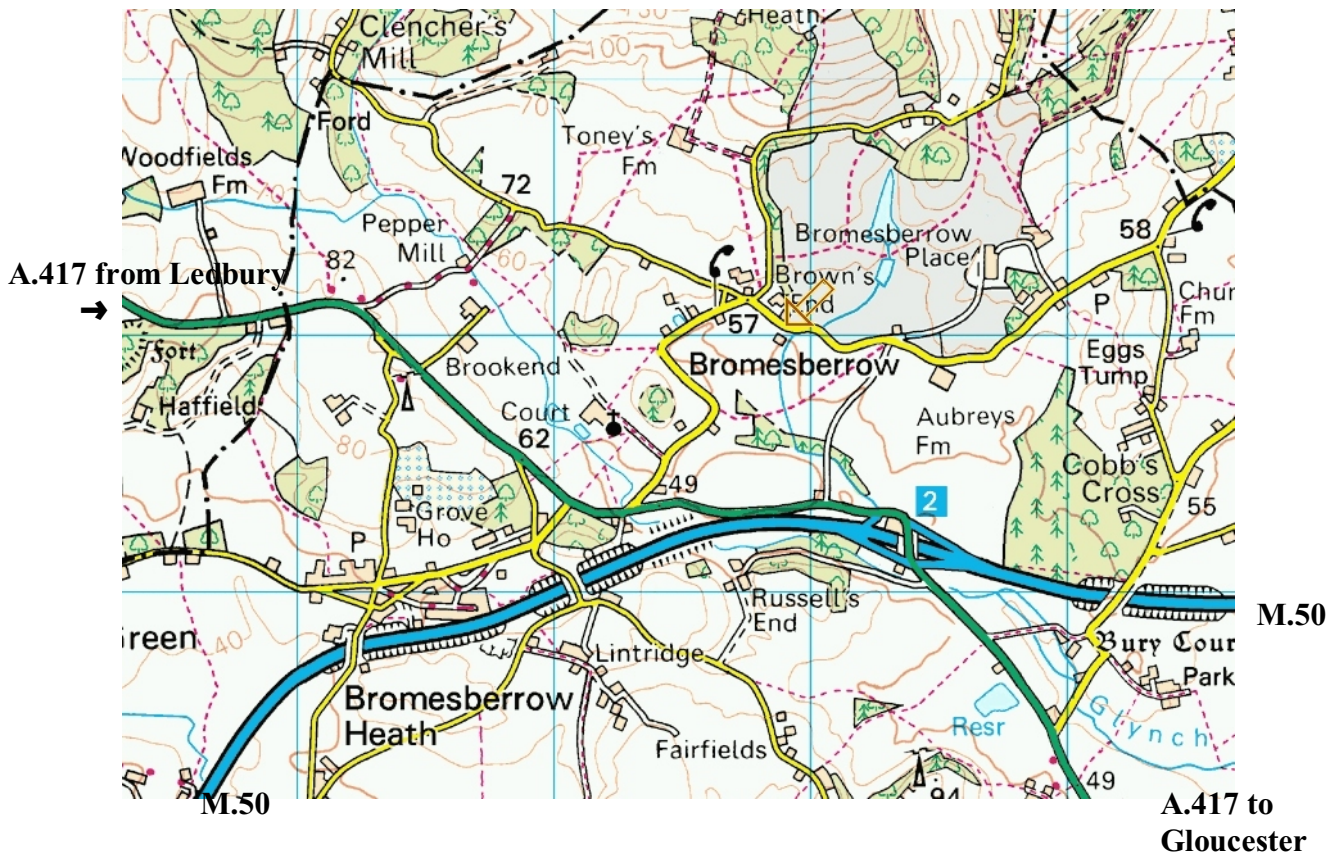 Clencher's
Mill
Heath
100
70
Ford
Toney's
Fm
Woodfields
Fm
72
Pepper
Mill
60
Bromesberrow
Place
58
A.417 from Ledbury
→
82
Brown's
End
57
P
Chur
Fm
Fort
Haffield
Brookend
Bromesberrow
Eggs
Tump
Court
62
80
Aubreys
Fm
Cobb's
Cross
49
2
55
Grove
Ho
P
Green
40
Russell's
End
M.50
Lintridge
Bury Cour
Park
Bromesberrow
Heath
Resr
Glynch
Fairfields
94
49
M.50
A.417 to
Gloucester